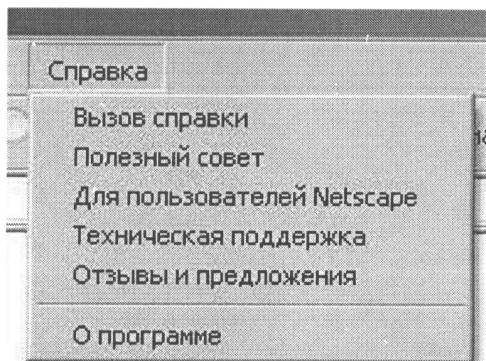 Справка
Вызов справки
Полезный совет
Для пользователей Netscape
Техническая поддержка
Отзывы и предложения
О программе